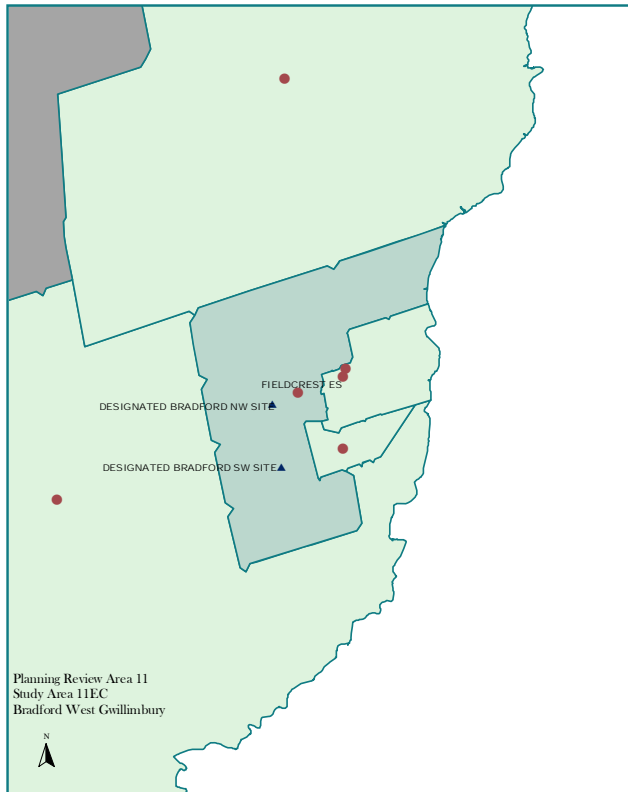 FIELDCREST ES
DESIGNATED BRADFORD NW SITE
DESIGNATED BRADFORD SW SITE
Planning Review Area 11
Study Area 11EC
Bradford West Gwillimbury
N